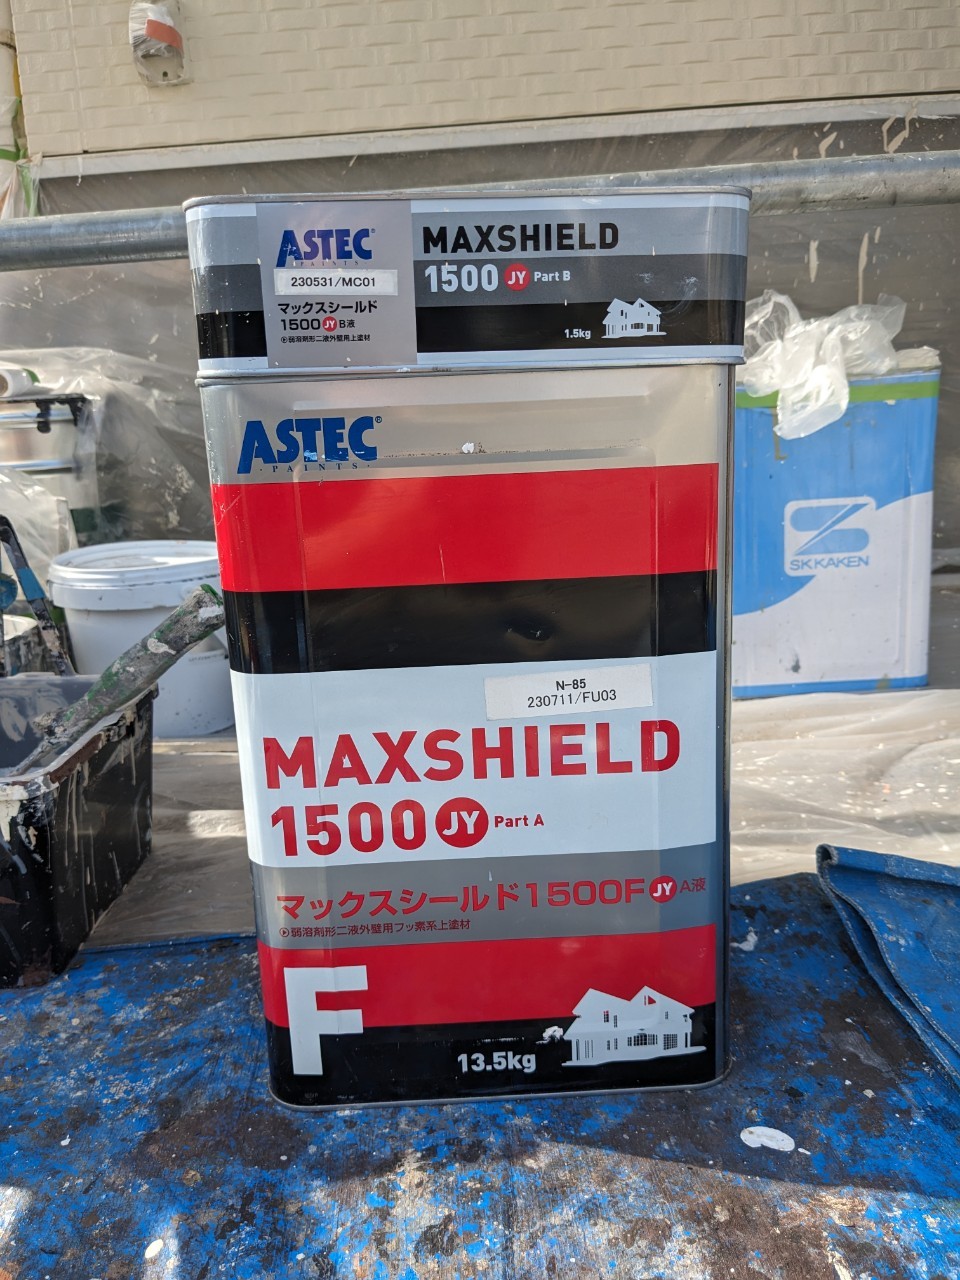 ASTEC®
PAINTS
230531/MC01
マックスシールド
1500 JY B液
弱溶剤形二液外壁用上塗材
MAXSHIELD
1500 JY Part B
1.5kg
ASTEC®
・PAINTS・
N-85
230711/FU03
MAXSHIELD
1500 JY Part A
マックスシールド1500F JY A液
弱溶剤形二液外壁用フッ素系上塗材
F
13.5kg
SK KAKEN